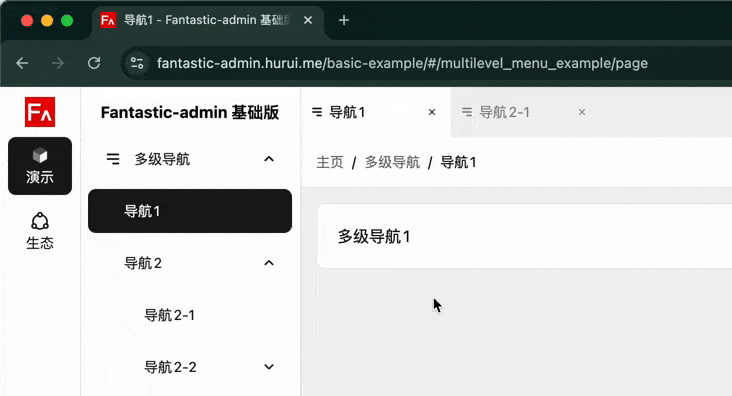 导航1 - Fantastic-admin 基础版
fantastic-admin.hurui.me/basic-example/#/multilevel_menu_example/page
Fantastic-admin 基础版
导航1
导航2-1
演示
生态
多级导航
导航1
导航2
导航2-1
导航2-2
主页 / 多级导航 / 导航1
多级导航1